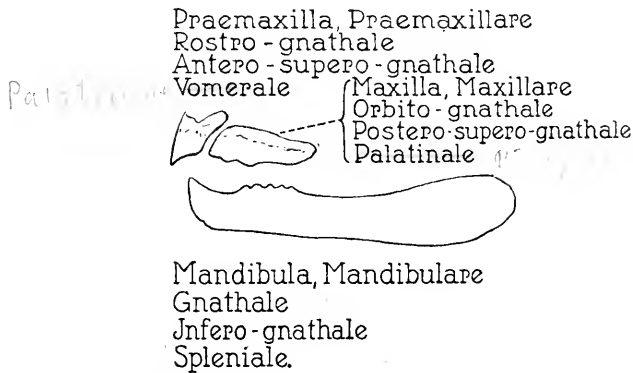 Praemaxilla, Praemaxillare
Rostro-gnathale
Antero-supero-gnathale
Vomerale
Maxilla, Maxillare
Orbito-gnathale
Postero-supero-gnathale
Palatinale
Mandibula, Mandibulare
Gnathale
Jnfero-gnathale
Spleniale.